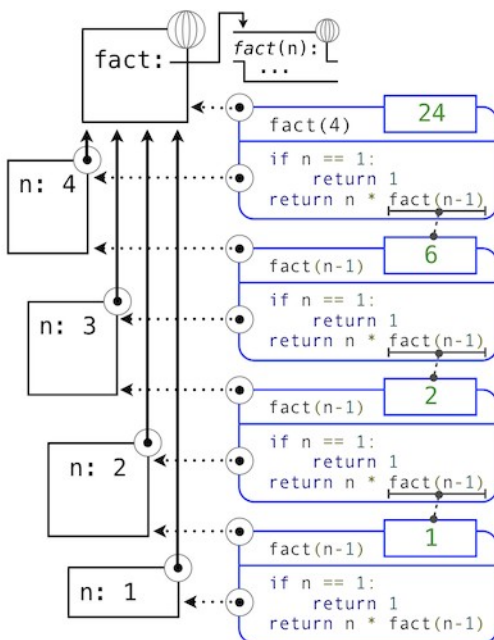 fact:
fact(n):
...
fact(4)
24
if n == 1:
return 1
return n * fact(n-1)
n: 4
fact(n-1)
6
if n == 1:
return 1
return n * fact(n-1)
n: 3
fact(n-1)
2
if n == 1:
return 1
return n * fact(n-1)
n: 2
fact(n-1)
1
if n == 1:
return 1
return n * fact(n-1)
n: 1